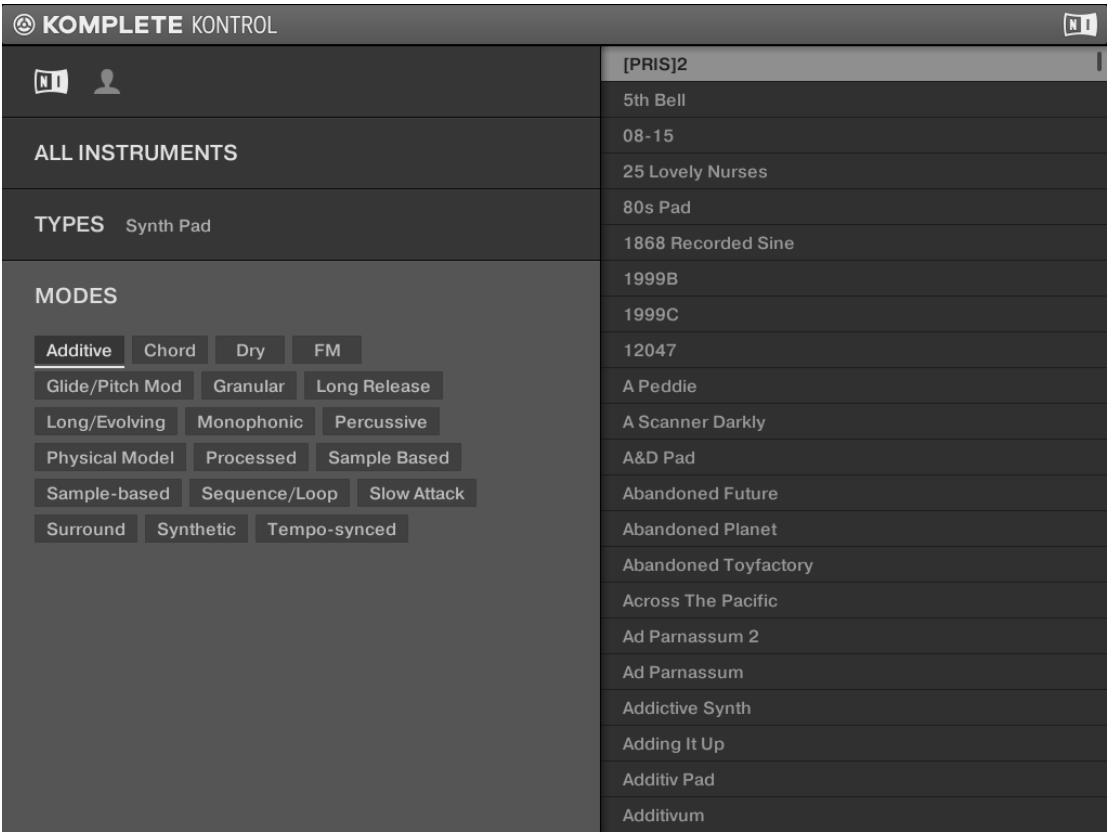 KOMPLETE KONTROL
NI
NI
ALL INSTRUMENTS
TYPES Synth Pad
MODES
Additive Chord Dry FM
Glide/Pitch Mod Granular Long Release
Long/Evolving Monophonic Percussive
Physical Model Processed Sample Based
Sample-based Sequence/Loop Slow Attack
Surround Synthetic Tempo-synced
[PRIS]2
5th Bell
08-15
25 Lovely Nurses
80s Pad
1868 Recorded Sine
1999B
1999C
12047
A Peddie
A Scanner Darkly
A&D Pad
Abandoned Future
Abandoned Planet
Abandoned Toyfactory
Across The Pacific
Ad Parnassum 2
Ad Parnassum
Addictive Synth
Adding It Up
Additiv Pad
Additivum